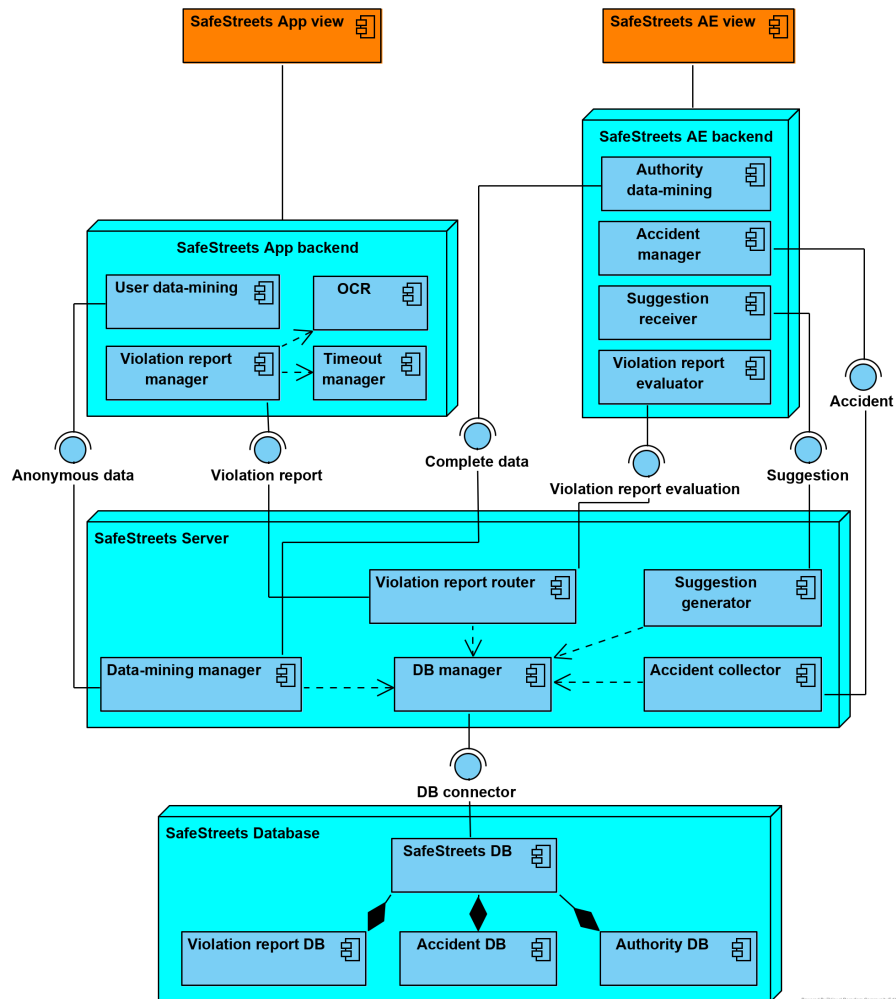 SafeStreets App view
SafeStreets AE view
SafeStreets AE backend
Authority
data-mining
Accident
manager
Suggestion
receiver
Violation report
evaluator
SafeStreets App backend
User data-mining
OCR
Violation report
manager
Timeout
manager
Accident
Anonymous data
Violation report
Complete data
Violation report evaluation
Suggestion
SafeStreets Server
Violation report router
Suggestion
generator
Data-mining manager
DB manager
Accident collector
DB connector
SafeStreets Database
SafeStreets DB
Violation report DB
Accident DB
Authority DB